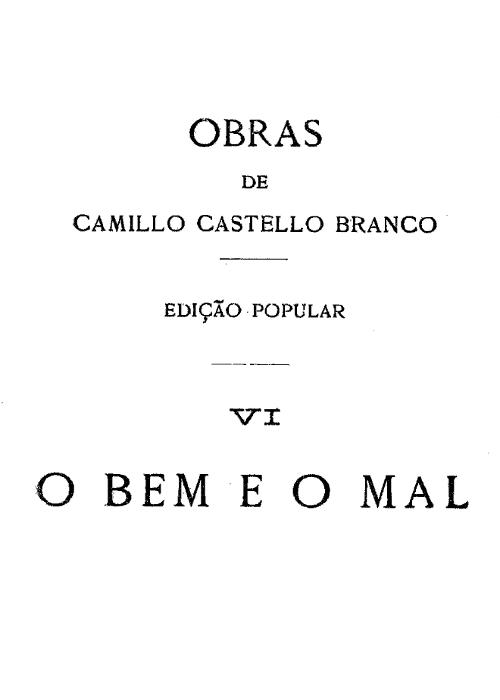 OBRAS
DE
CAMILLO CASTELLO BRANCO
EDIÇÃO POPULAR
VI
O BEM E O MAL